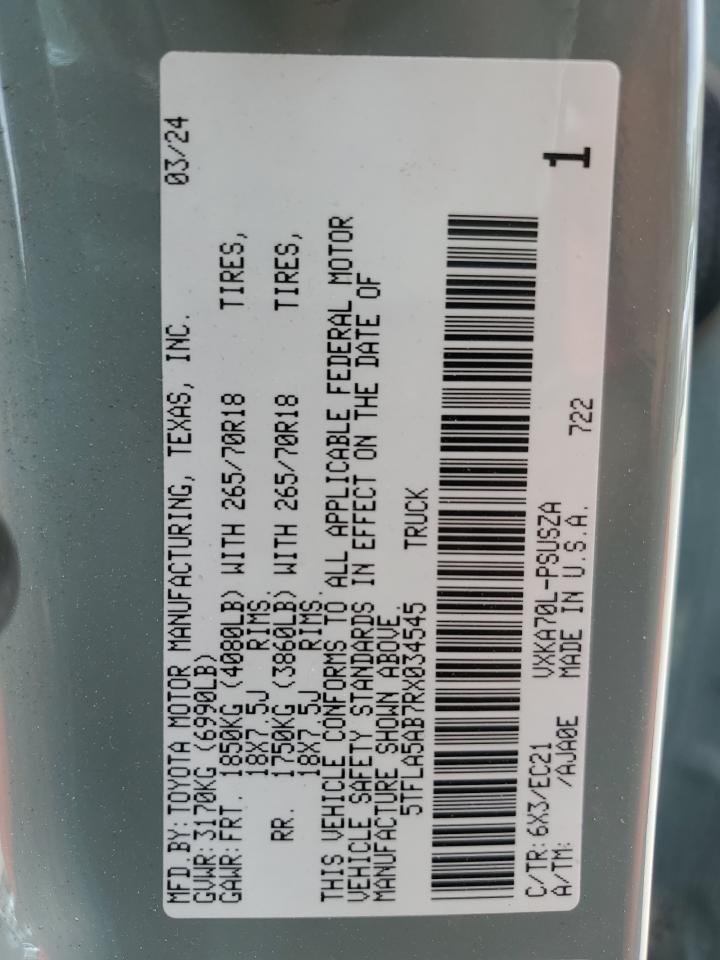 MFD.BY:TOYOTA MOTOR MANUFACTURING, TEXAS, INC. 03/24
GVWR:3170KG (6990LB)
GAWR:FRT. 1850KG (4080LB) WITH 265/70R18 TIRES,
18X7.5J RIMS
RR. 1750KG (3860LB) WITH 265/70R18 TIRES,
18X7.5J RIMS.
THIS VEHICLE CONFORMS TO ALL APPLICABLE FEDERAL MOTOR
VEHICLE SAFETY STANDARDS IN EFFECT ON THE DATE OF
MANUFACTURE SHOWN ABOVE.
5TFLA5AB7RX034545 TRUCK
C/TR:6X3/EC21 VXKA70L-PSUSZA 1
A/TM: /AJA0E MADE IN U.S.A. 722